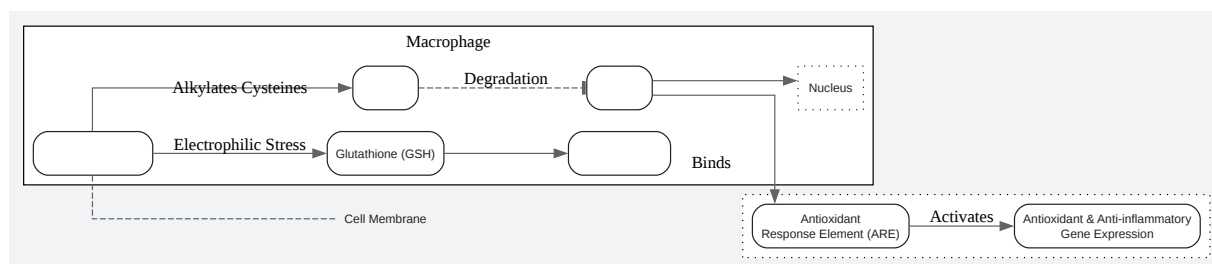 Macrophage
Alkylates Cysteines
Degradation
Nucleus
Electrophilic Stress
Glutathione (GSH)
Binds
Cell Membrane
Antioxidant
Response Element (ARE)
Activates
Antioxidant & Anti-inflammatory
Gene Expression